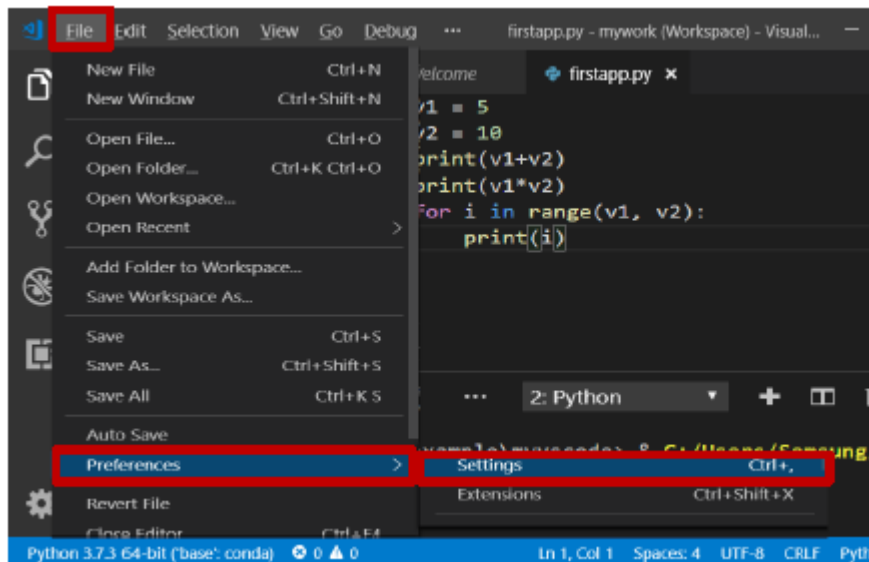 File Edit Selection View Go Debug ··· firstapp.py - mywork (Workspace) - Visual...
New File Ctrl+N
New Window Ctrl+Shift+N
Open File... Ctrl+O
Open Folder... Ctrl+K Ctrl+O
Open Workspace...
Open Recent
Add Folder to Workspace...
Save Workspace As...
Save Ctrl+S
Save As... Ctrl+Shift+S
Save All Ctrl+K S
Auto Save
Preferences
Revert File
Close Editor Ctrl+F4
Settings Ctrl+,
Extensions Ctrl+Shift+X
firstapp.py ×
= 5
= 10
print(v1+v2)
print(v1*v2)
for i in range(v1, v2):
print(i)
··· 2: Python
Python 3.7.3 64-bit ('base': conda) 0 0 Ln 1, Col 1 Spaces: 4 UTF-8 CRLF